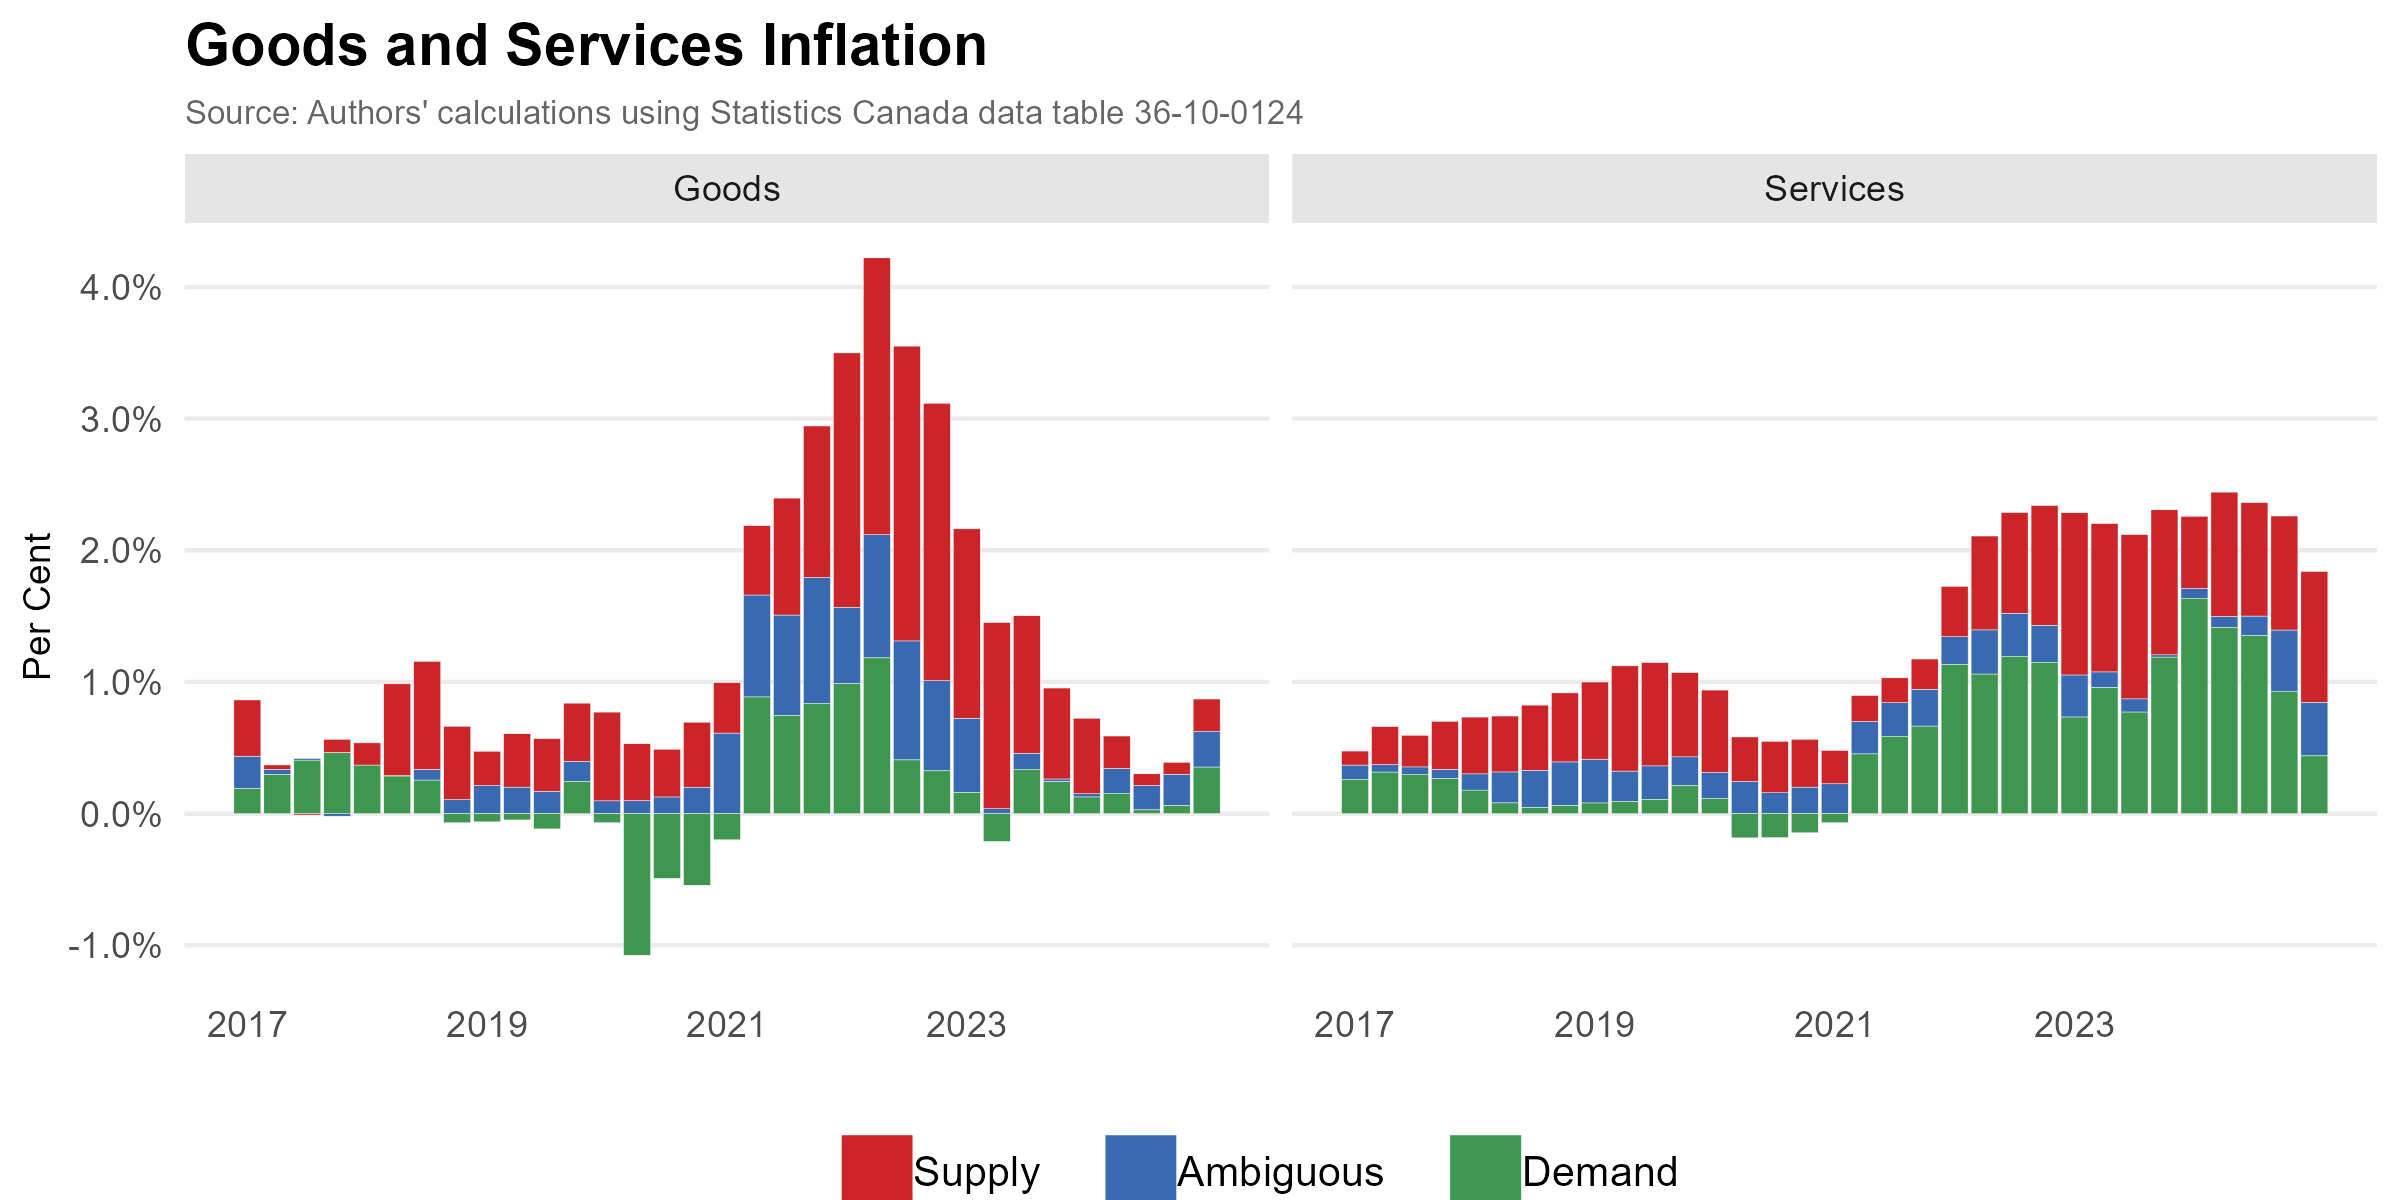 Goods and Services Inflation
Source: Authors' calculations using Statistics Canada data table 36-10-0124
Goods
Services
Per Cent
4.0%
3.0%
2.0%
1.0%
0.0%
-1.0%
2017 2019 2021 2023
2017 2019 2021 2023
Supply Ambiguous Demand